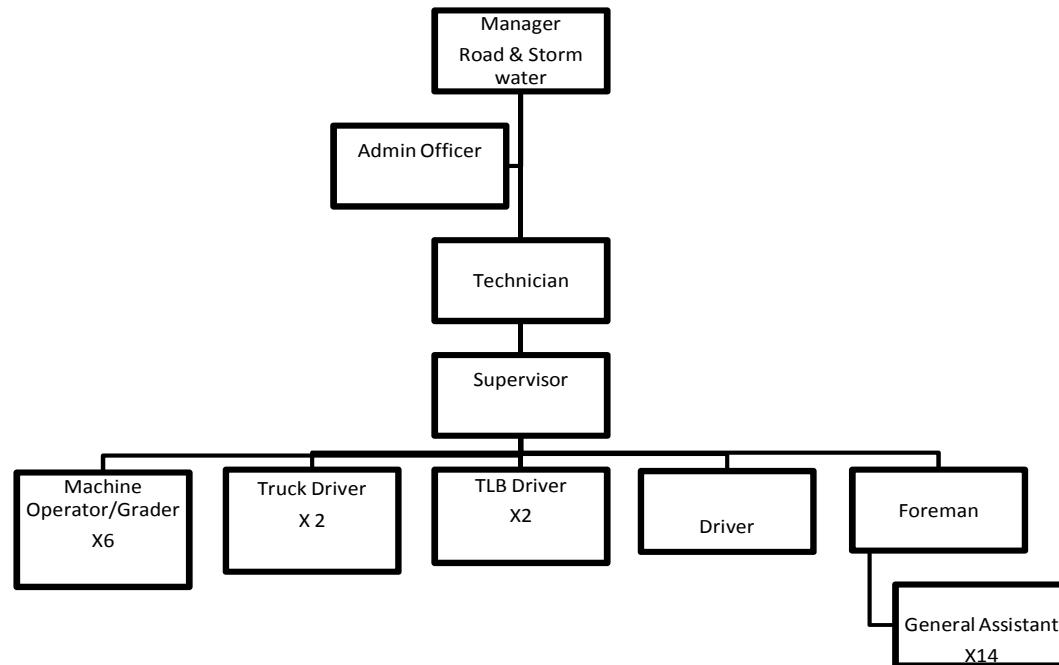 Manager
Road & Storm
water
Admin Officer
Technician
Supervisor
Machine
Operator/Grader
X6
Truck Driver
X 2
TLB Driver
X2
Driver
Foreman
General Assistant
X14